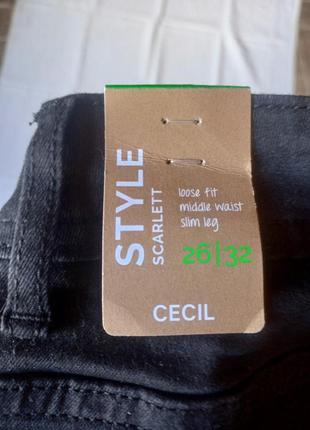 STYLE
SCARLETT
loose fit
middle waist
slim leg
26|32
CECIL